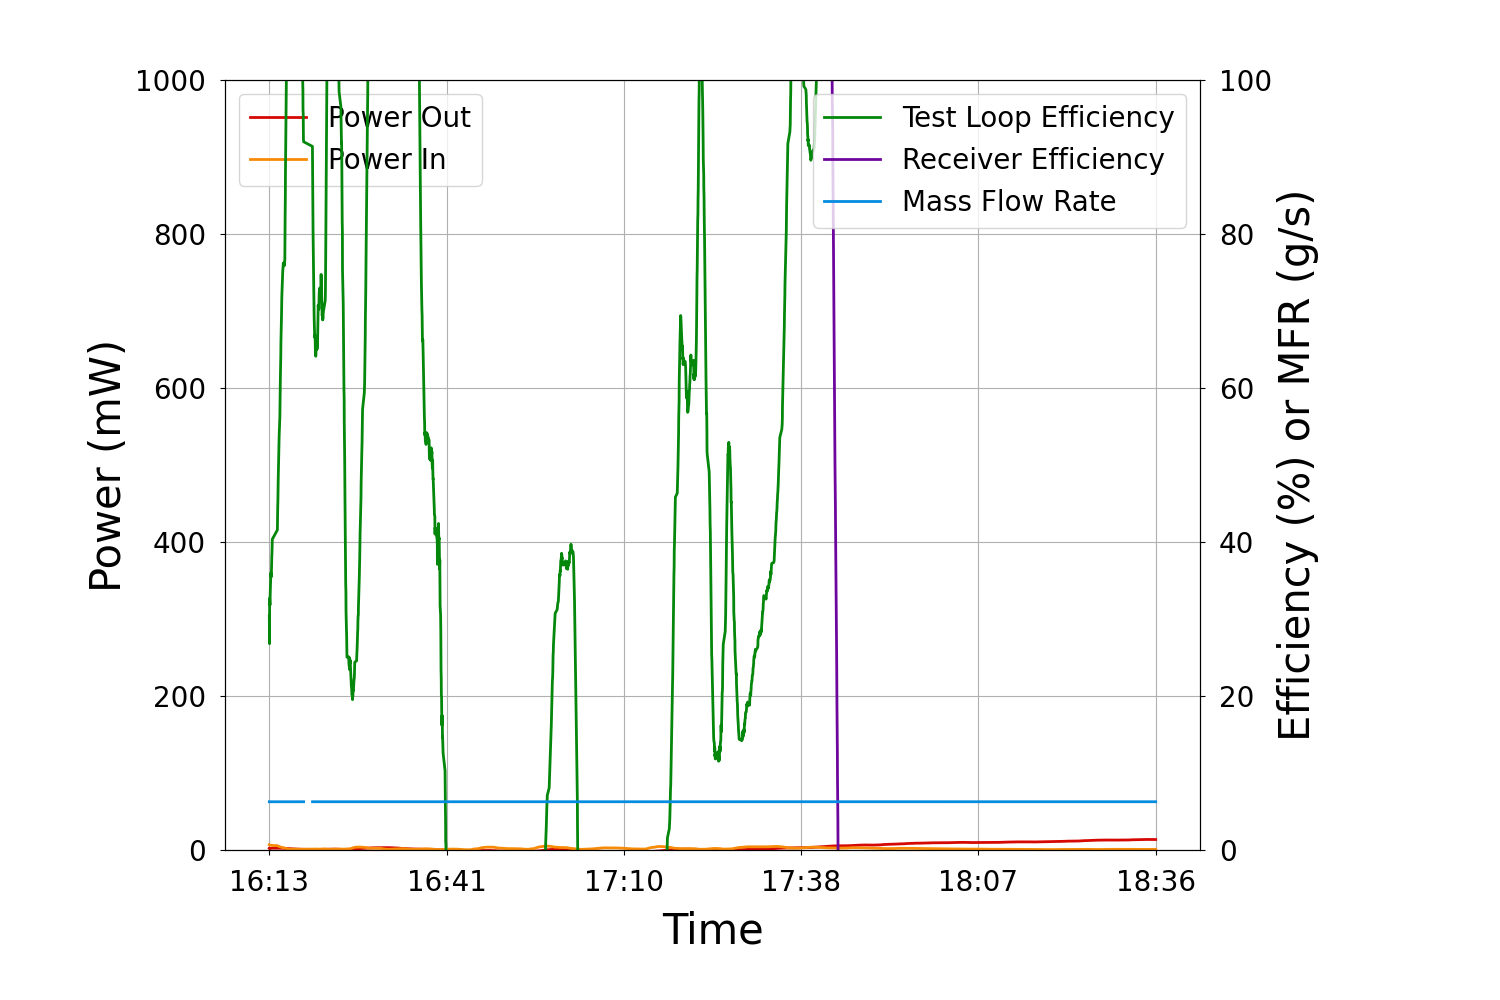 1000
800
600
400
200
0
Power (mW)
Power Out
Power In
Test Loop Efficiency
Receiver Efficiency
Mass Flow Rate
100
80
60
40
20
0
Efficiency (%) or MFR (g/s)
16:13 16:41 17:10 17:38 18:07 18:36
Time